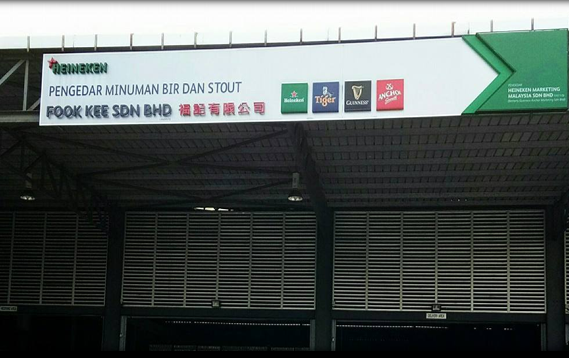 HEINEKEN
PENGEDAR MINUMAN BIR DAN STOUT
FOOK KEE SDN BHD 福記有限公司
Heineken
Tiger
GUINNESS
ANCHOR
HEINEKEN MARKETING
MALAYSIA SDN BHD